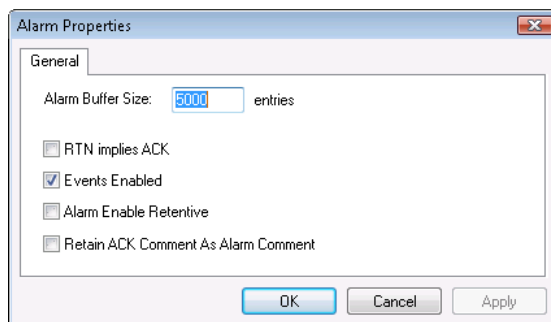 Alarm Properties
General
Alarm Buffer Size: 5000 entries
RTN implies ACK
Events Enabled
Alarm Enable Retentive
Retain ACK Comment As Alarm Comment
OK Cancel Apply